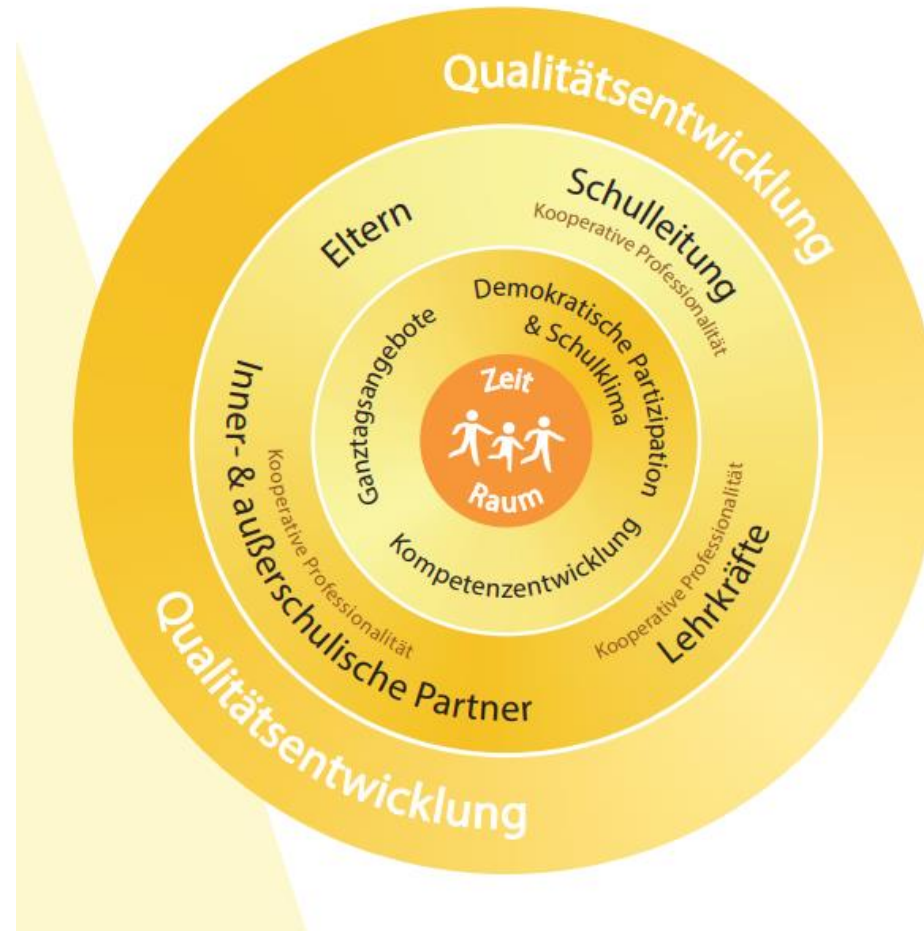 Qualitätsentwicklung
Schulleitung
Kooperative Professionalität
Eltern
Demokratische Partizipation
& Schulklima
Ganztagsangebote
Zeit
Raum
Kompetenzentwicklung
Inner- & außerschulische Partner
Kooperative Professionalität
Kooperative Professionalität
Lehrkräfte
Qualitätsentwicklung